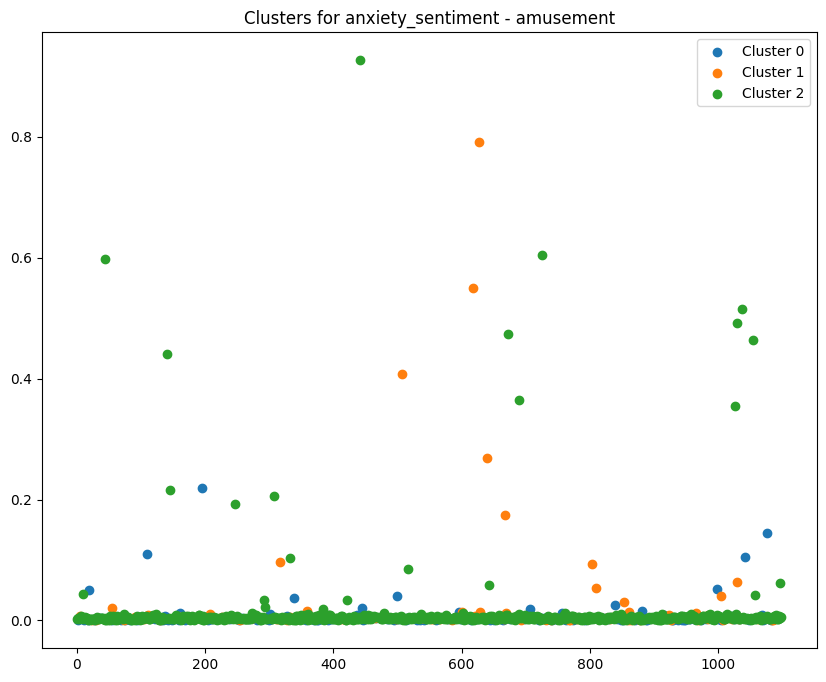 Clusters for anxiety_sentiment - amusement
Cluster 0
Cluster 1
Cluster 2
0.8
0.6
0.4
0.2
0.0
0 200 400 600 800 1000